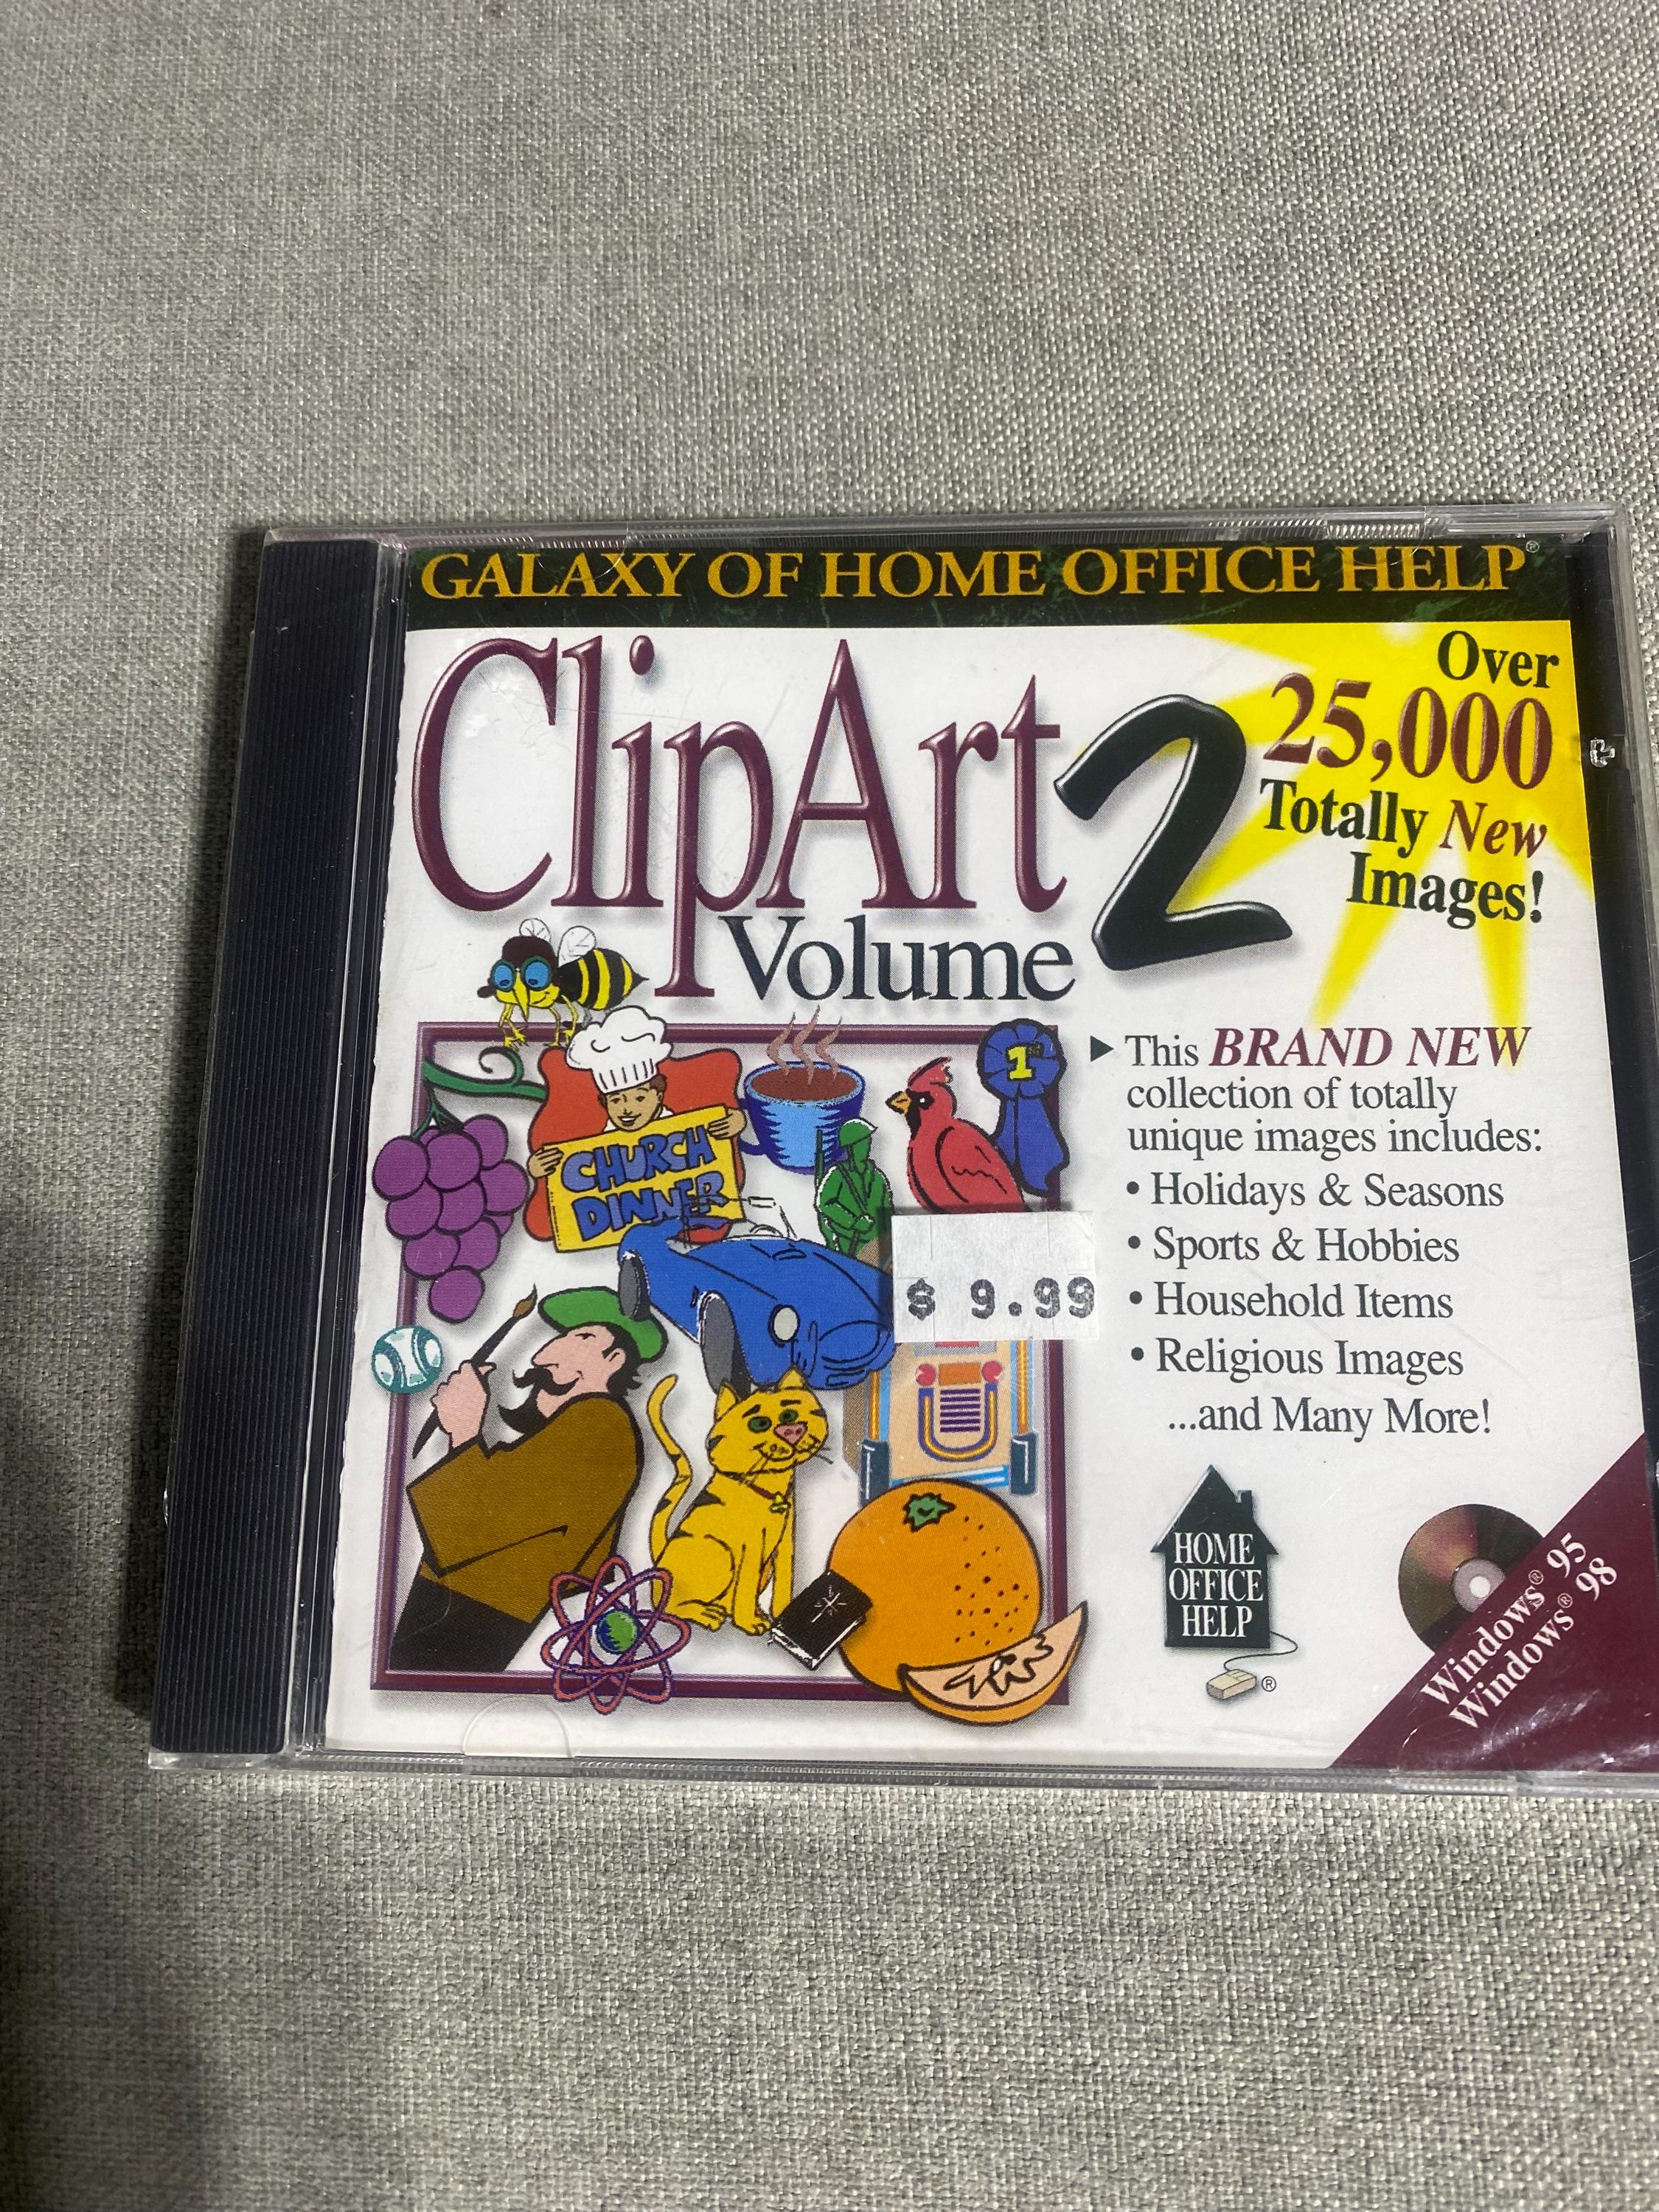 GALAXY OF HOME OFFICE HELP®
ClipArt
Volume 2
Over
25,000
Totally New
Images!
▶ This BRAND NEW
collection of totally
unique images includes:
• Holidays & Seasons
• Sports & Hobbies
• Household Items
• Religious Images
...and Many More!
1st
CHURCH
DINNER
$ 9.99
HOME
OFFICE
HELP
®
Windows® 95
Windows® 98